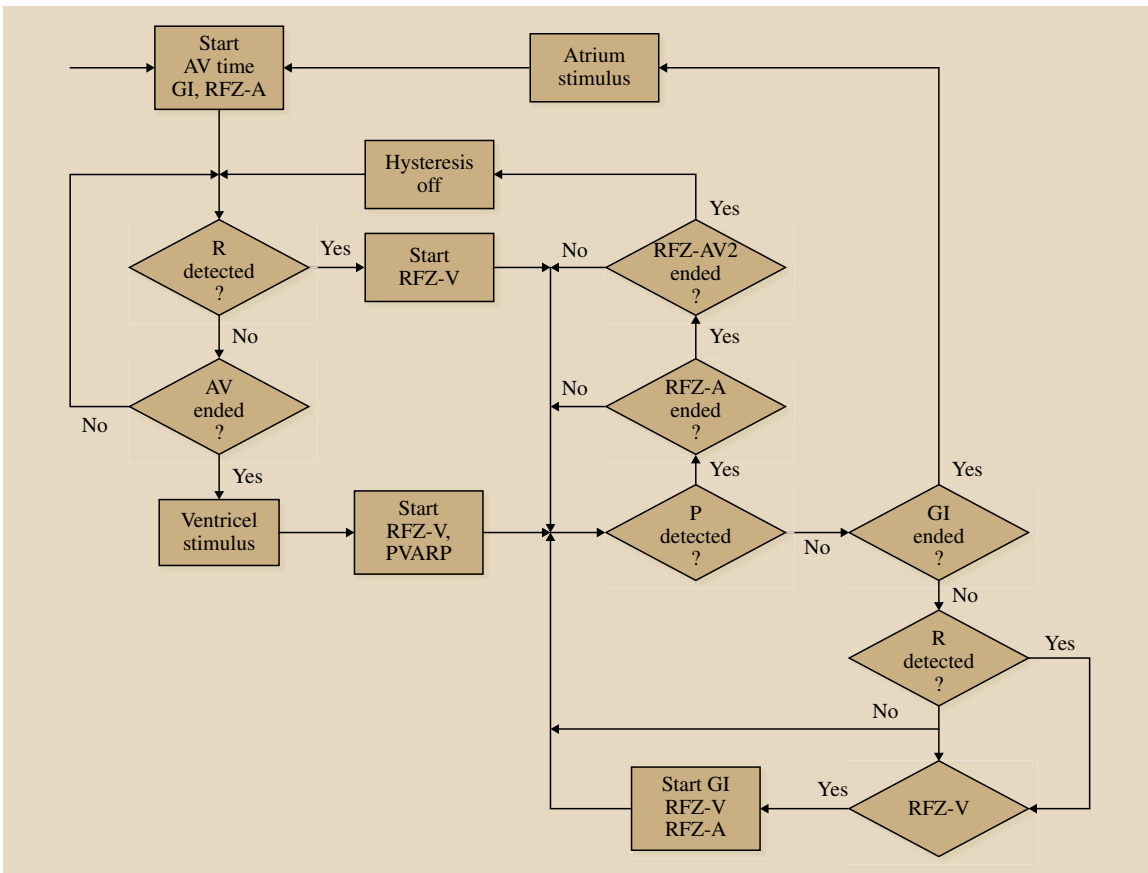 Start
AV time
GI, RFZ-A
Atrium
stimulus
Hysteresis
off
Yes
R
detected
?
Yes
Start
RFZ-V
No
RFZ-AV2
ended
?
No
Yes
AV
ended
?
No
No
RFZ-A
ended
?
Yes
Yes
Yes
Ventricel
stimulus
Start
RFZ-V,
PVARP
P
detected
?
No
GI
ended
?
No
R
detected
?
Yes
No
Start GI
RFZ-V
RFZ-A
Yes
RFZ-V